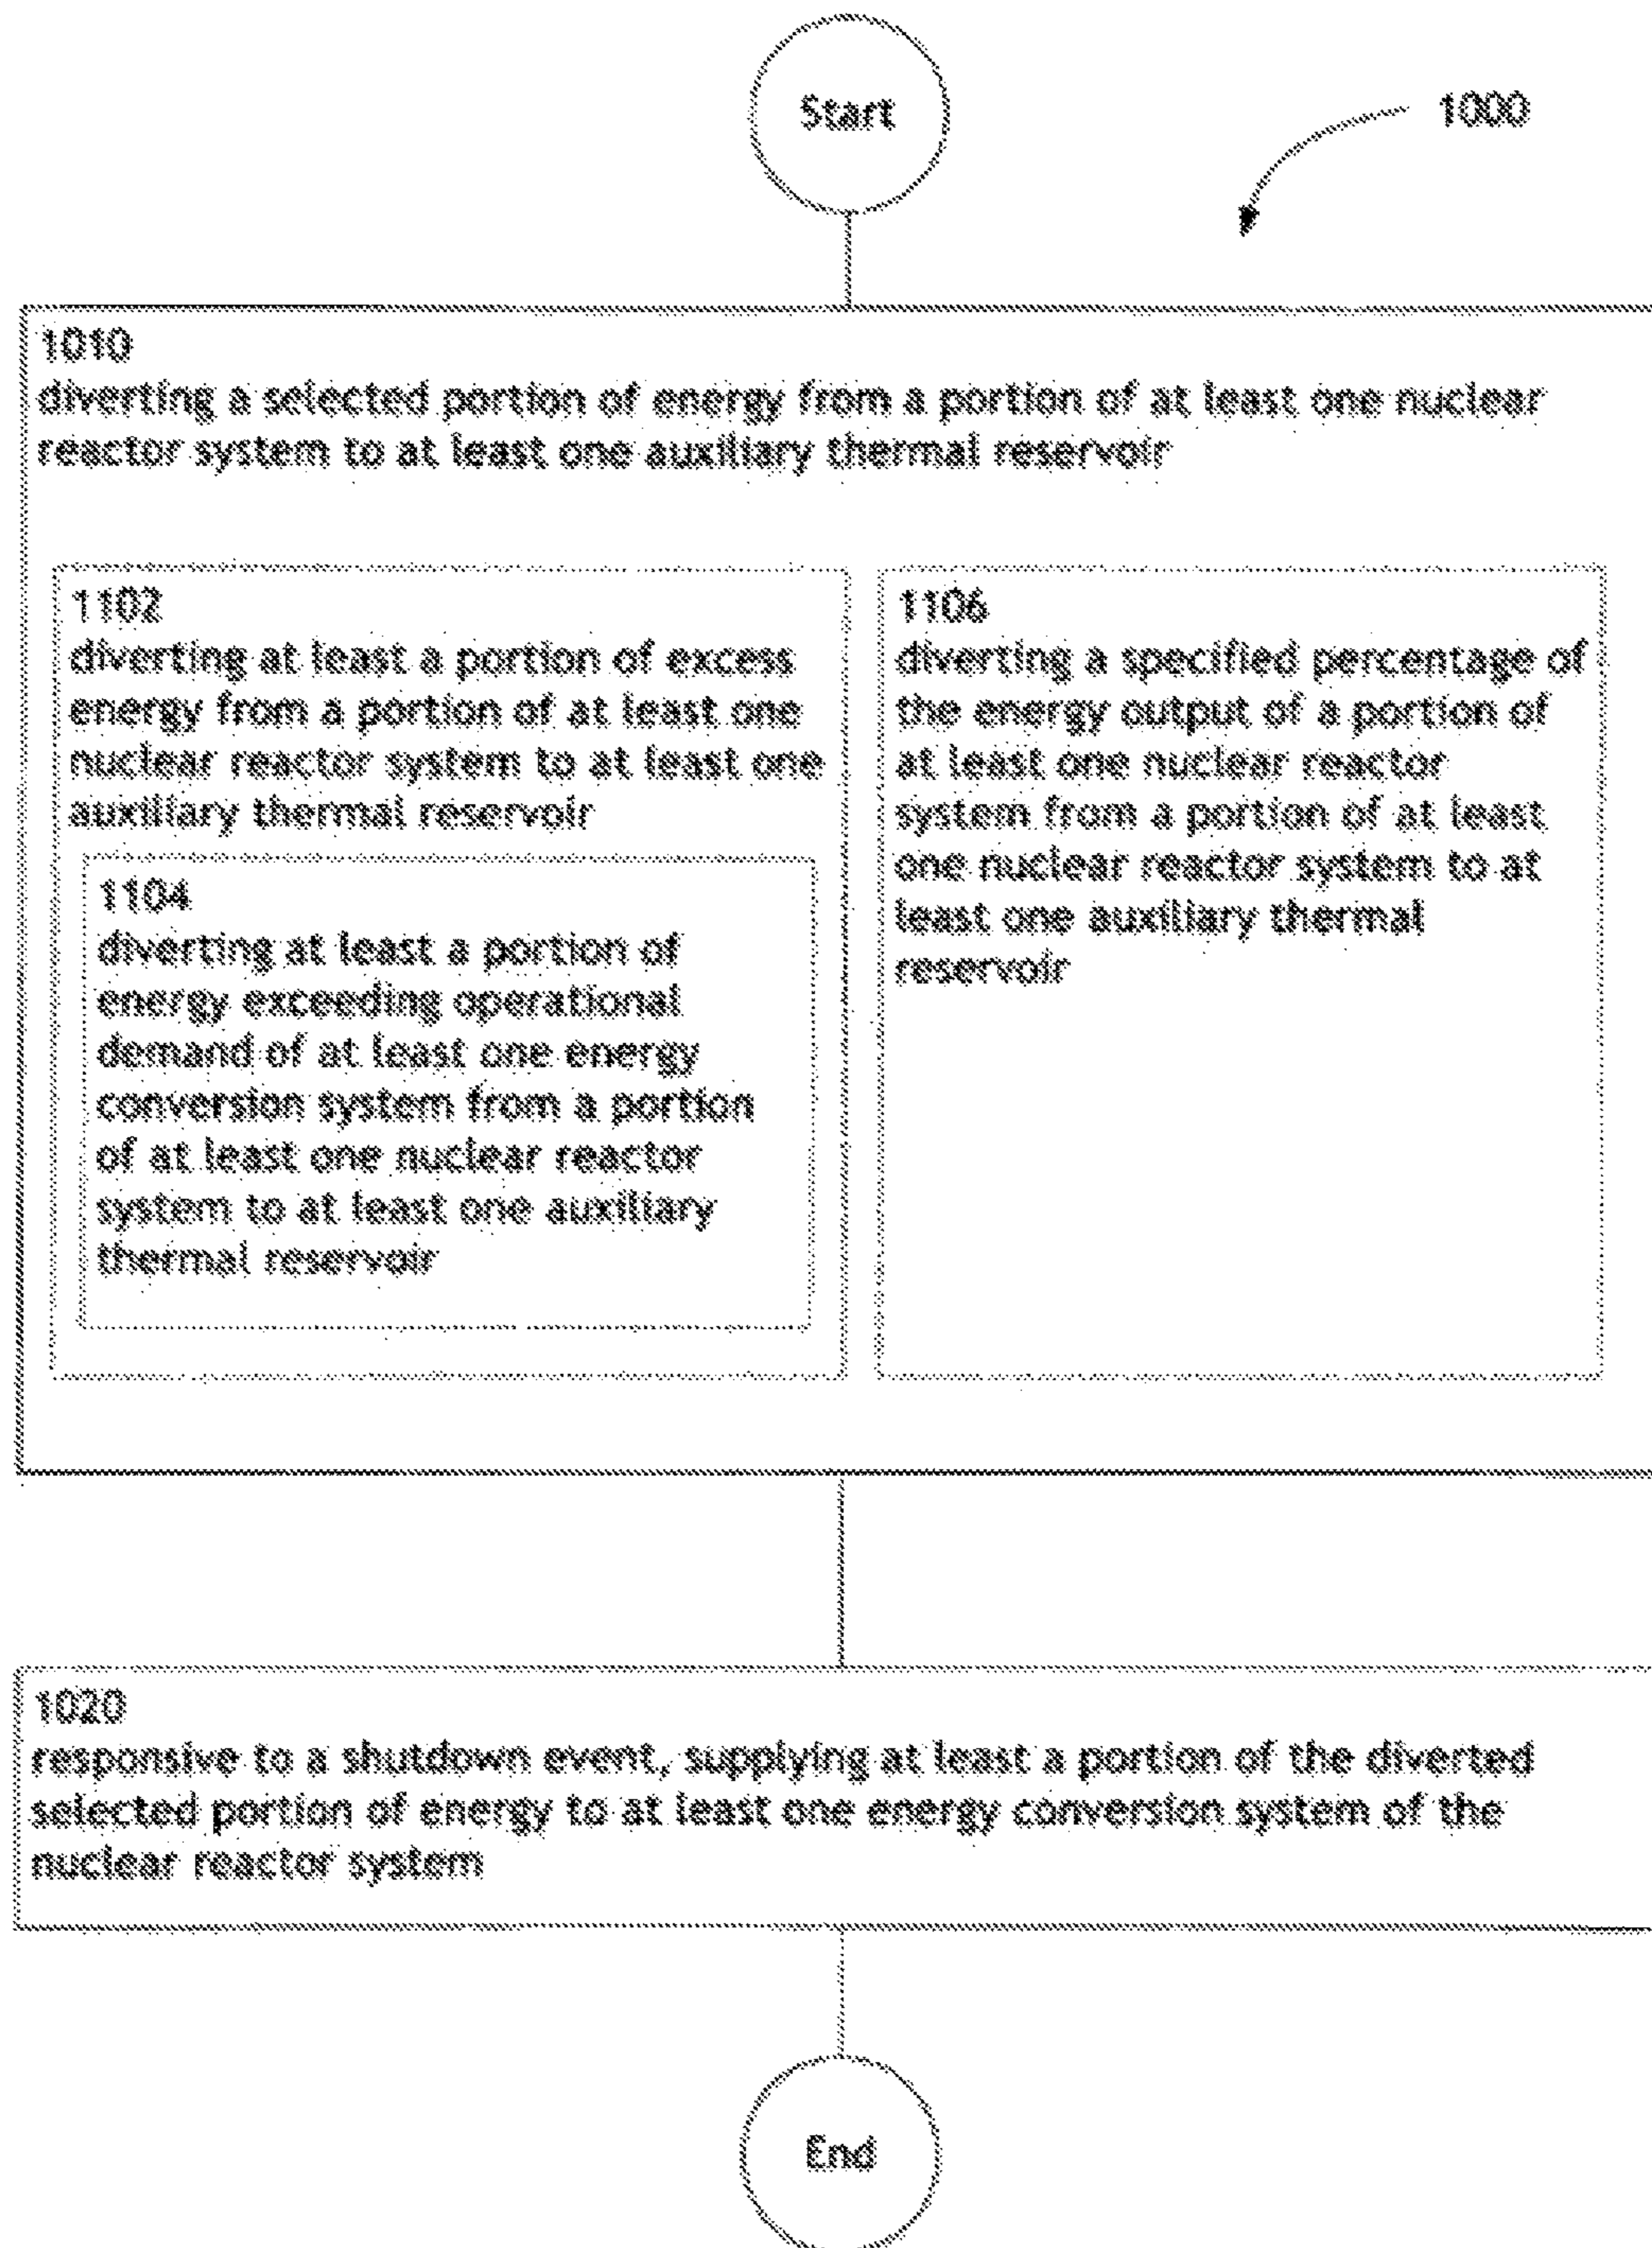 Start
1000
1010
diverting a selected portion of energy from a portion of at least one nuclear
reactor system to at least one auxiliary thermal reservoir
1102
diverting at least a portion of excess
energy from a portion of at least one
nuclear reactor system to at least one
auxiliary thermal reservoir
1104
diverting at least a portion of
energy exceeding operational
demand of at least one energy
conversion system from a portion
of at least one nuclear reactor
system to at least one auxiliary
thermal reservoir
1106
diverting a specified percentage of
the energy output of a portion of
at least one nuclear reactor
system from a portion of at least
one nuclear reactor system to at
least one auxiliary thermal
reservoir
1020
responsive to a shutdown event, supplying at least a portion of the diverted
selected portion of energy to at least one energy conversion system of the
nuclear reactor system
End